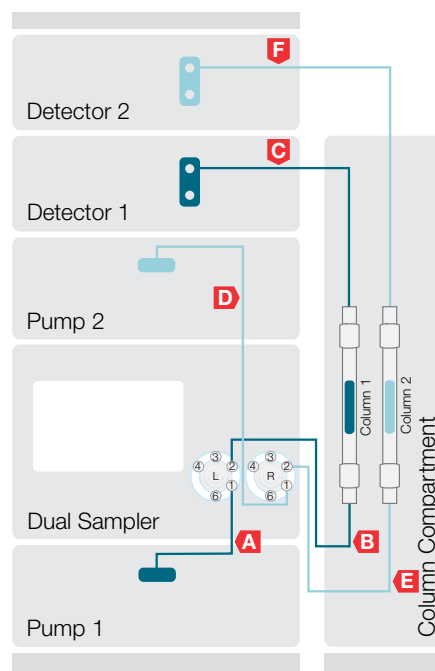 F
Detector 2
C
Detector 1
D
Pump 2
Column 1
Column 2
Column Compartment
3
4 2
L
1
6
3
4 2
R
1
6
Dual Sampler
A
B
E
Pump 1